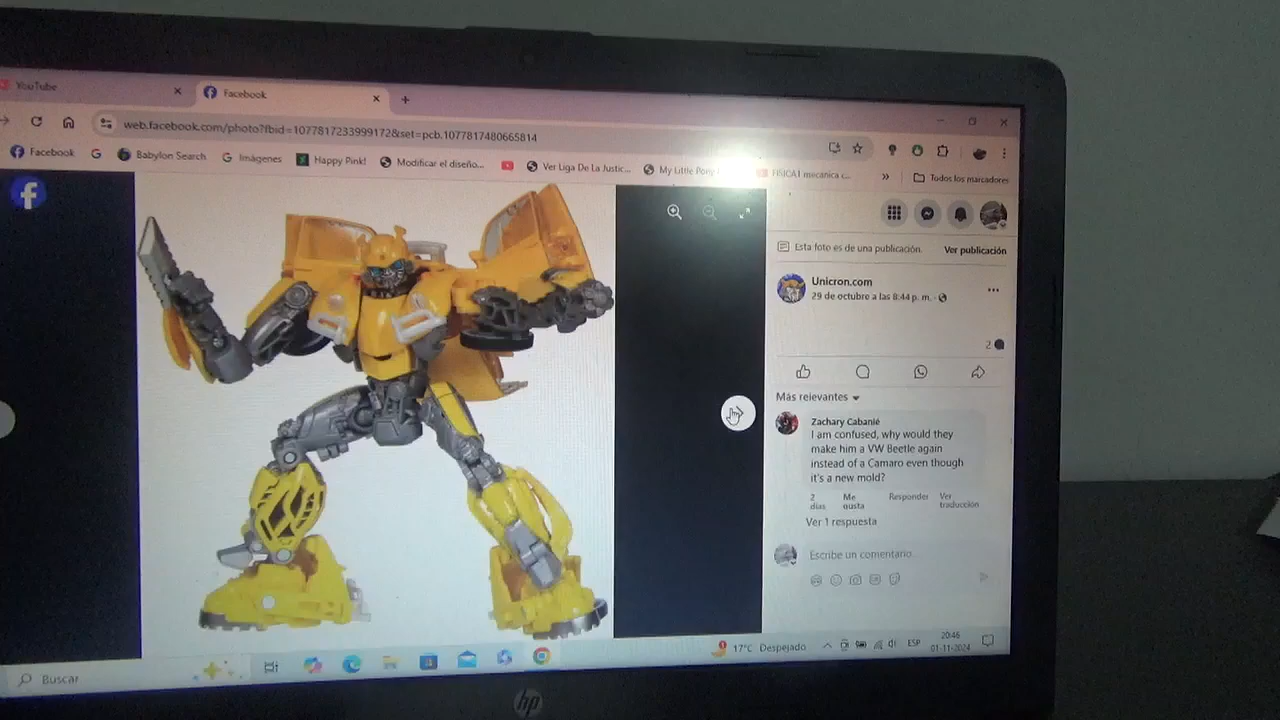 YouTube
Facebook
web.facebook.com/photo?fbid=1077817233999172&set=pcb.1077817480665814
Facebook
Babylon Search
Imágenes
Happy Pink!
Modificar el diseño...
Ver Liga De La Justic...
My Little Pony
FISICA1 mecanica c...
»
Todos los marcadores
Esta foto es de una publicación.
Ver publicación
Unicron.com
29 de octubre a las 8:44 p. m. ·
2
Más relevantes
Zachary Cabanié
I am confused, why would they
make him a VW Beetle again
instead of a Camaro even though
it's a new mold?
2 días
Me gusta
Responder
Ver traducción
Ver 1 respuesta
Escribe un comentario...
Buscar
1
17°C Despejado
ESP
20:46
01-11-2024
hp